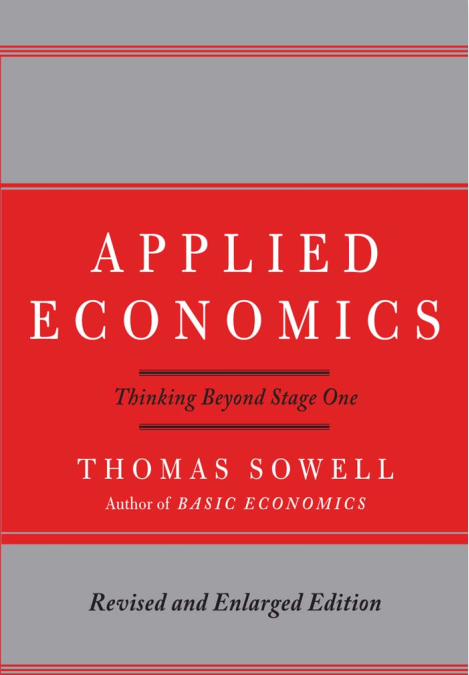 APPLIED
ECONOMICS
Thinking Beyond Stage One
THOMAS SOWELL
Author of BASIC ECONOMICS
Revised and Enlarged Edition